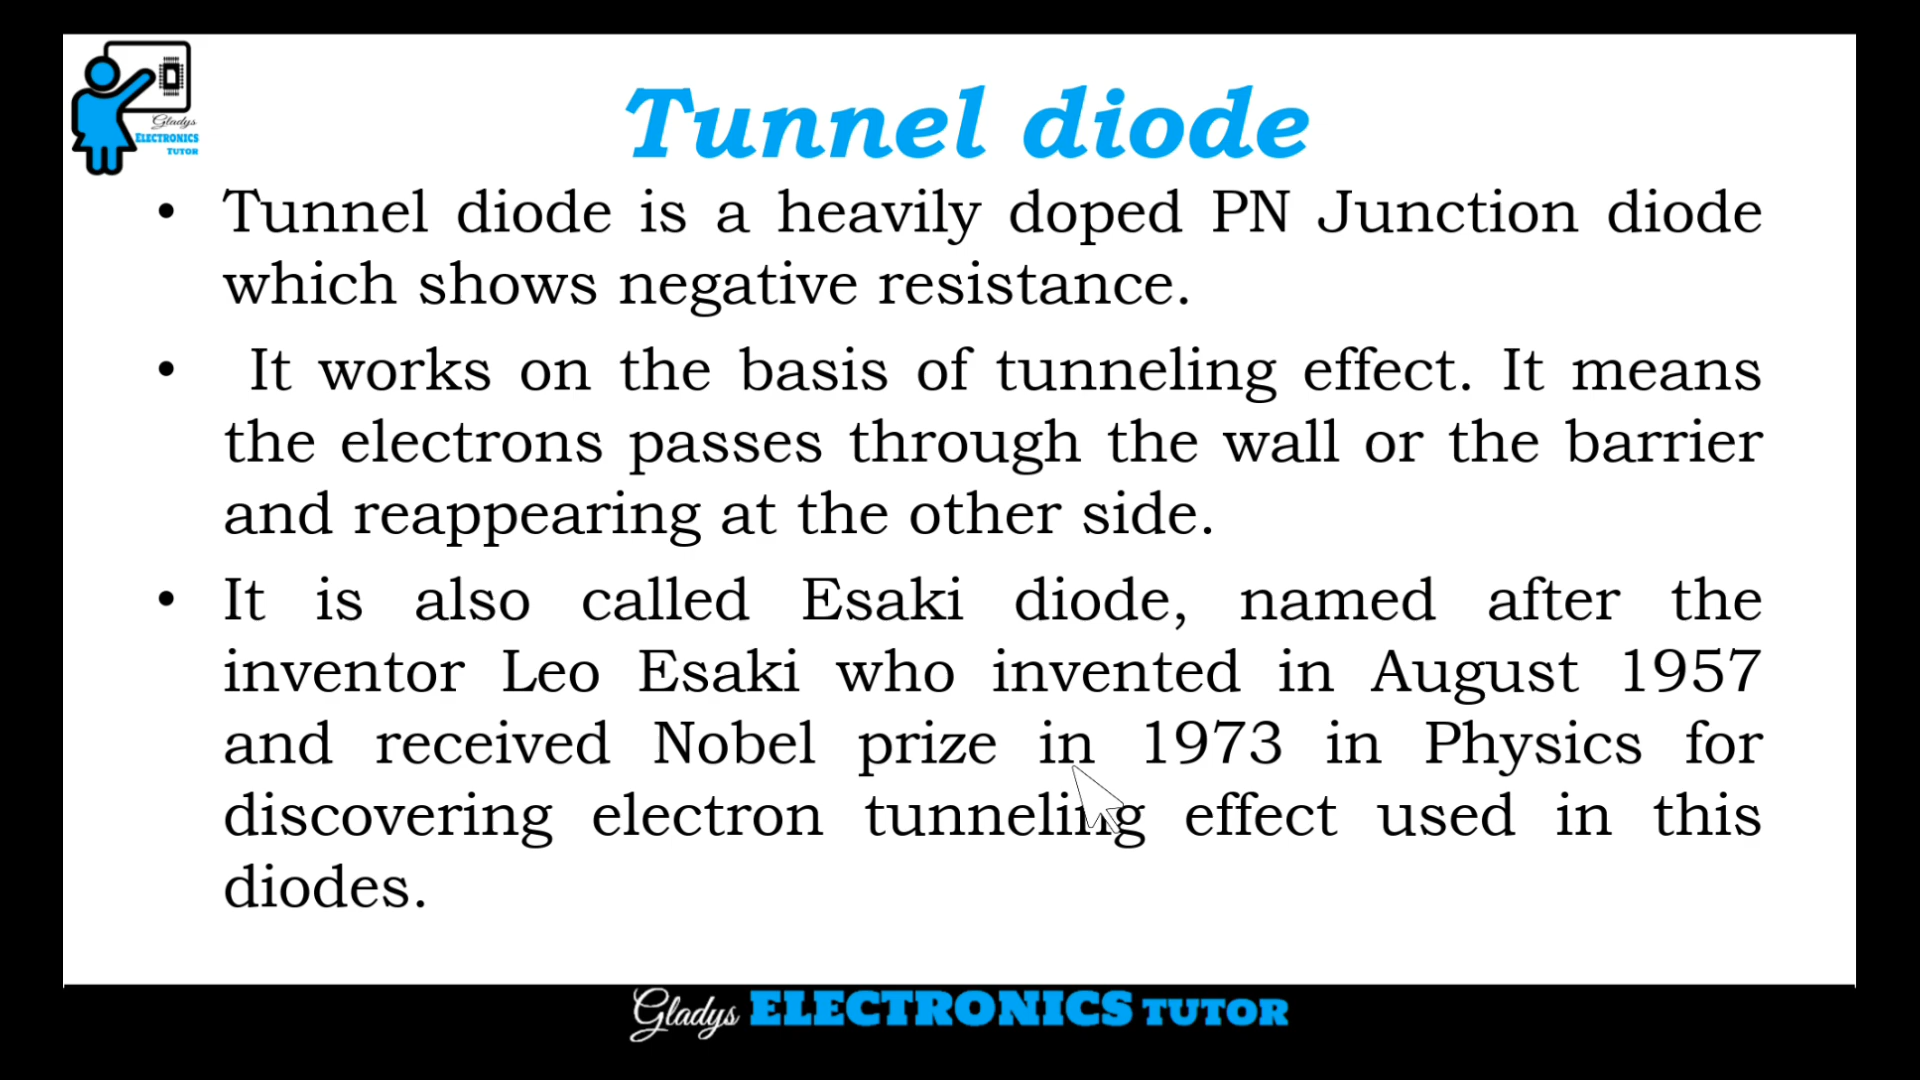 Gladys
ELECTRONICS
TUTOR
Tunnel diode
• Tunnel diode is a heavily doped PN Junction diode
which shows negative resistance.
• It works on the basis of tunneling effect. It means
the electrons passes through the wall or the barrier
and reappearing at the other side.
• It is also called Esaki diode, named after the
inventor Leo Esaki who invented in August 1957
and received Nobel prize in 1973 in Physics for
discovering electron tunneling effect used in this
diodes.
Gladys ELECTRONICS TUTOR